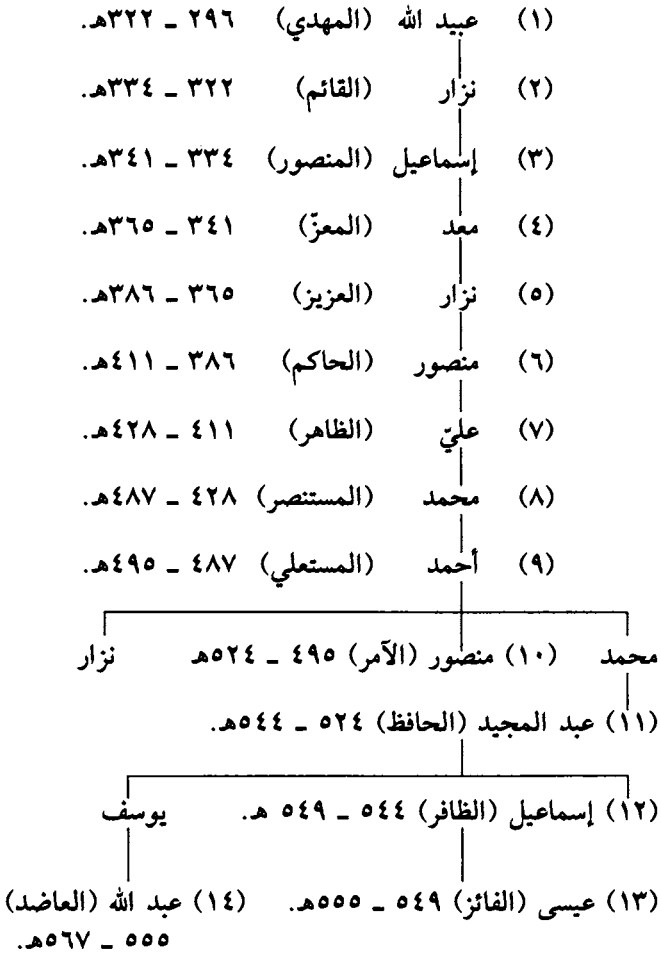 (١) عبيد الله (المهدي) ٢٩٦ ـ ٣٢٢هـ.
(٢) نزار (القائم) ٣٢٢ ـ ٣٣٤هـ.
(٣) إسماعيل (المنصور) ٣٣٤ ـ ٣٤١هـ.
(٤) معد (المعزّ) ٣٤١ ـ ٣٦٥هـ.
(٥) نزار (العزيز) ٣٦٥ ـ ٣٨٦هـ.
(٦) منصور (الحاكم) ٣٨٦ ـ ٤١١هـ.
(٧) عليّ (الظاهر) ٤١١ ـ ٤٢٨هـ.
(٨) محمد (المستنصر) ٤٢٨ ـ ٤٨٧هـ.
(٩) أحمد (المستعلي) ٤٨٧ ـ ٤٩٥هـ.
محمد (١٠) منصور (الآمر) ٤٩٥ ـ ٥٢٤هـ نزار
(١١) عبد المجيد (الحافظ) ٥٢٤ ـ ٥٤٤هـ.
(١٢) إسماعيل (الظافر) ٥٤٤ ـ ٥٤٩ هـ. يوسف
(١٣) عيسى (الفائز) ٥٤٩ ـ ٥٥٥هـ. (١٤) عبد الله (العاضد)
٥٥٥ ـ ٥٦٧هـ.